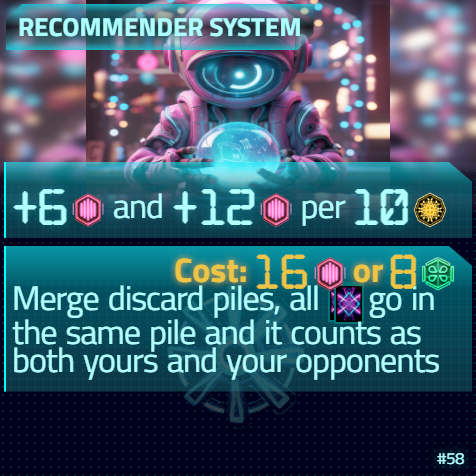 RECOMMENDER SYSTEM
+6 and +12 per 10
Cost: 16 or 8
Merge discard piles, all go in
the same pile and it counts as
both yours and your opponents
#58